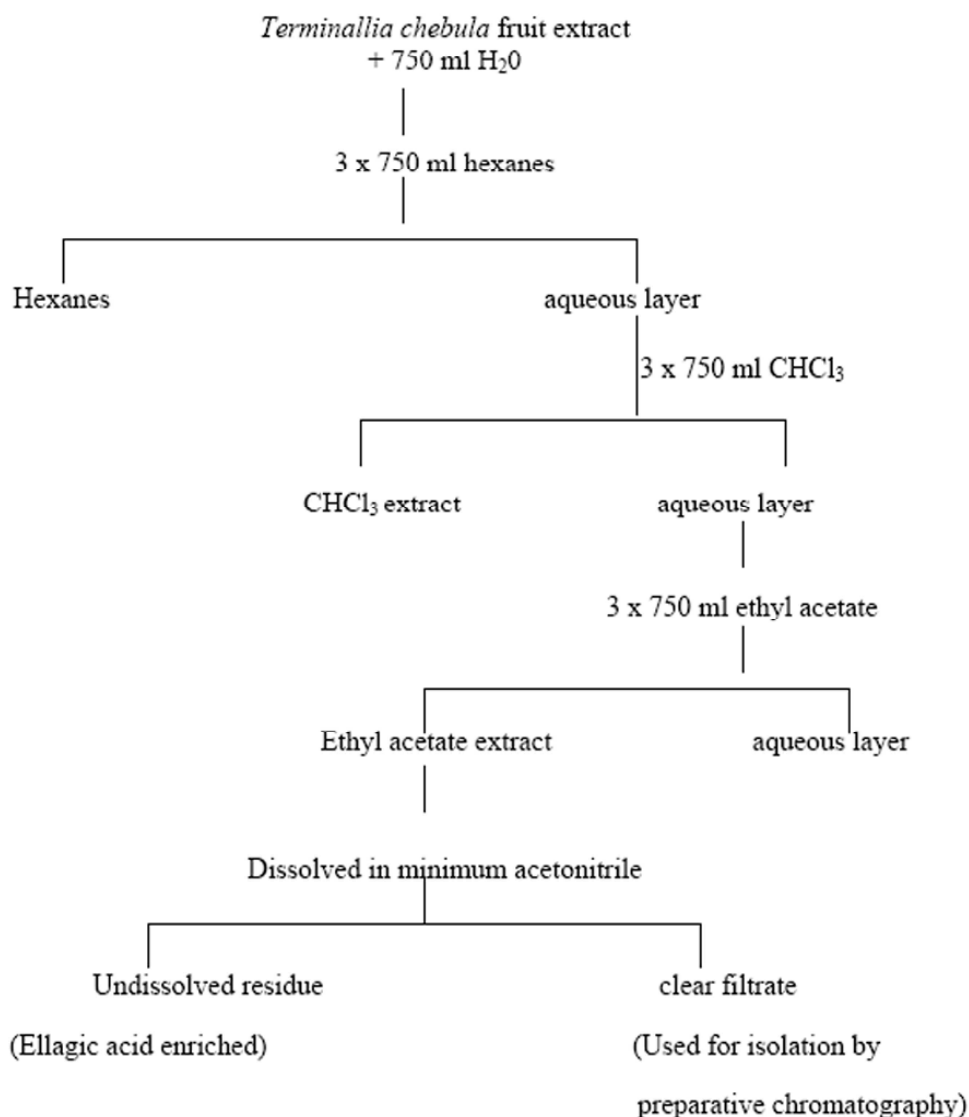 Terminallia chebula fruit extract
+ 750 ml H₂0
3 x 750 ml hexanes
Hexanes
aqueous layer
3 x 750 ml CHCl₃
CHCl₃ extract
aqueous layer
3 x 750 ml ethyl acetate
Ethyl acetate extract
aqueous layer
Dissolved in minimum acetonitrile
Undissolved residue
(Ellagic acid enriched)
clear filtrate
(Used for isolation by
preparative chromatography)